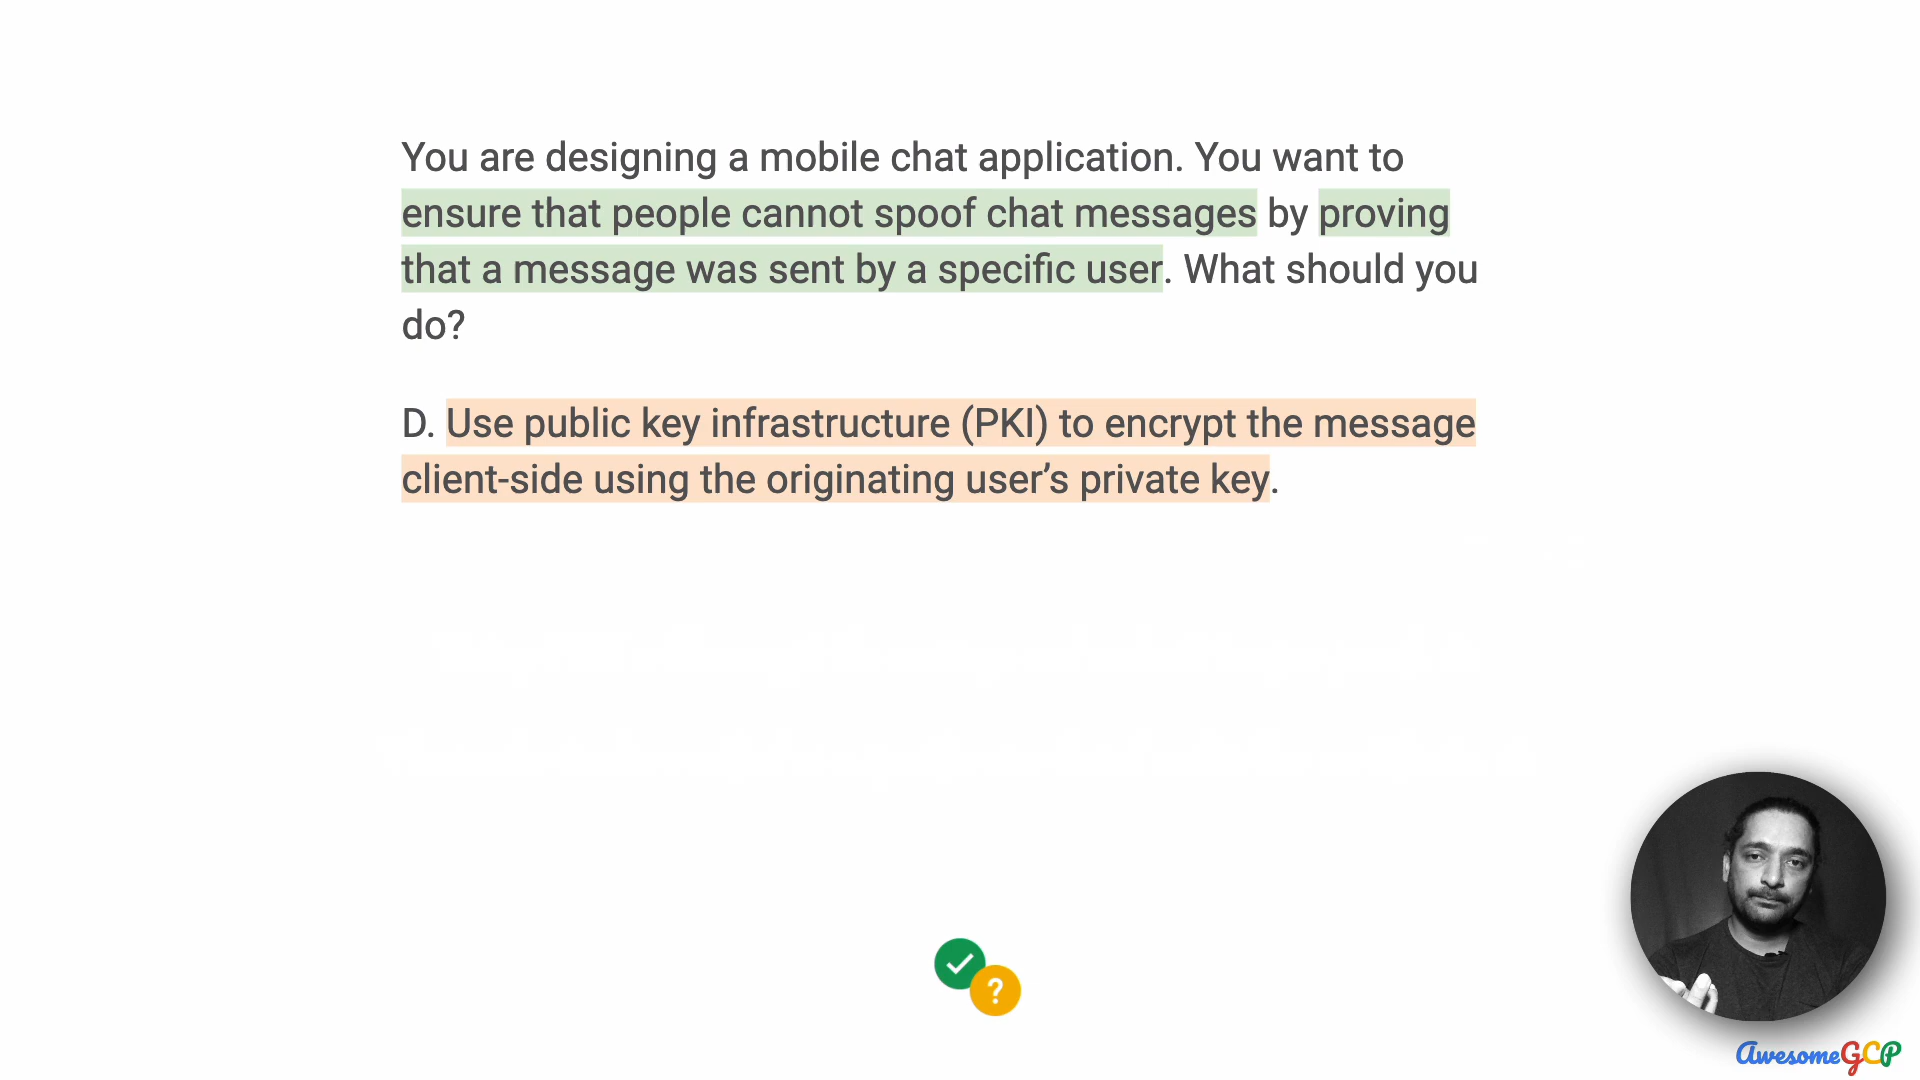 You are designing a mobile chat application. You want to
ensure that people cannot spoof chat messages by proving
that a message was sent by a specific user. What should you
do?
D. Use public key infrastructure (PKI) to encrypt the message
client-side using the originating user’s private key.
?
AwesomeGCP